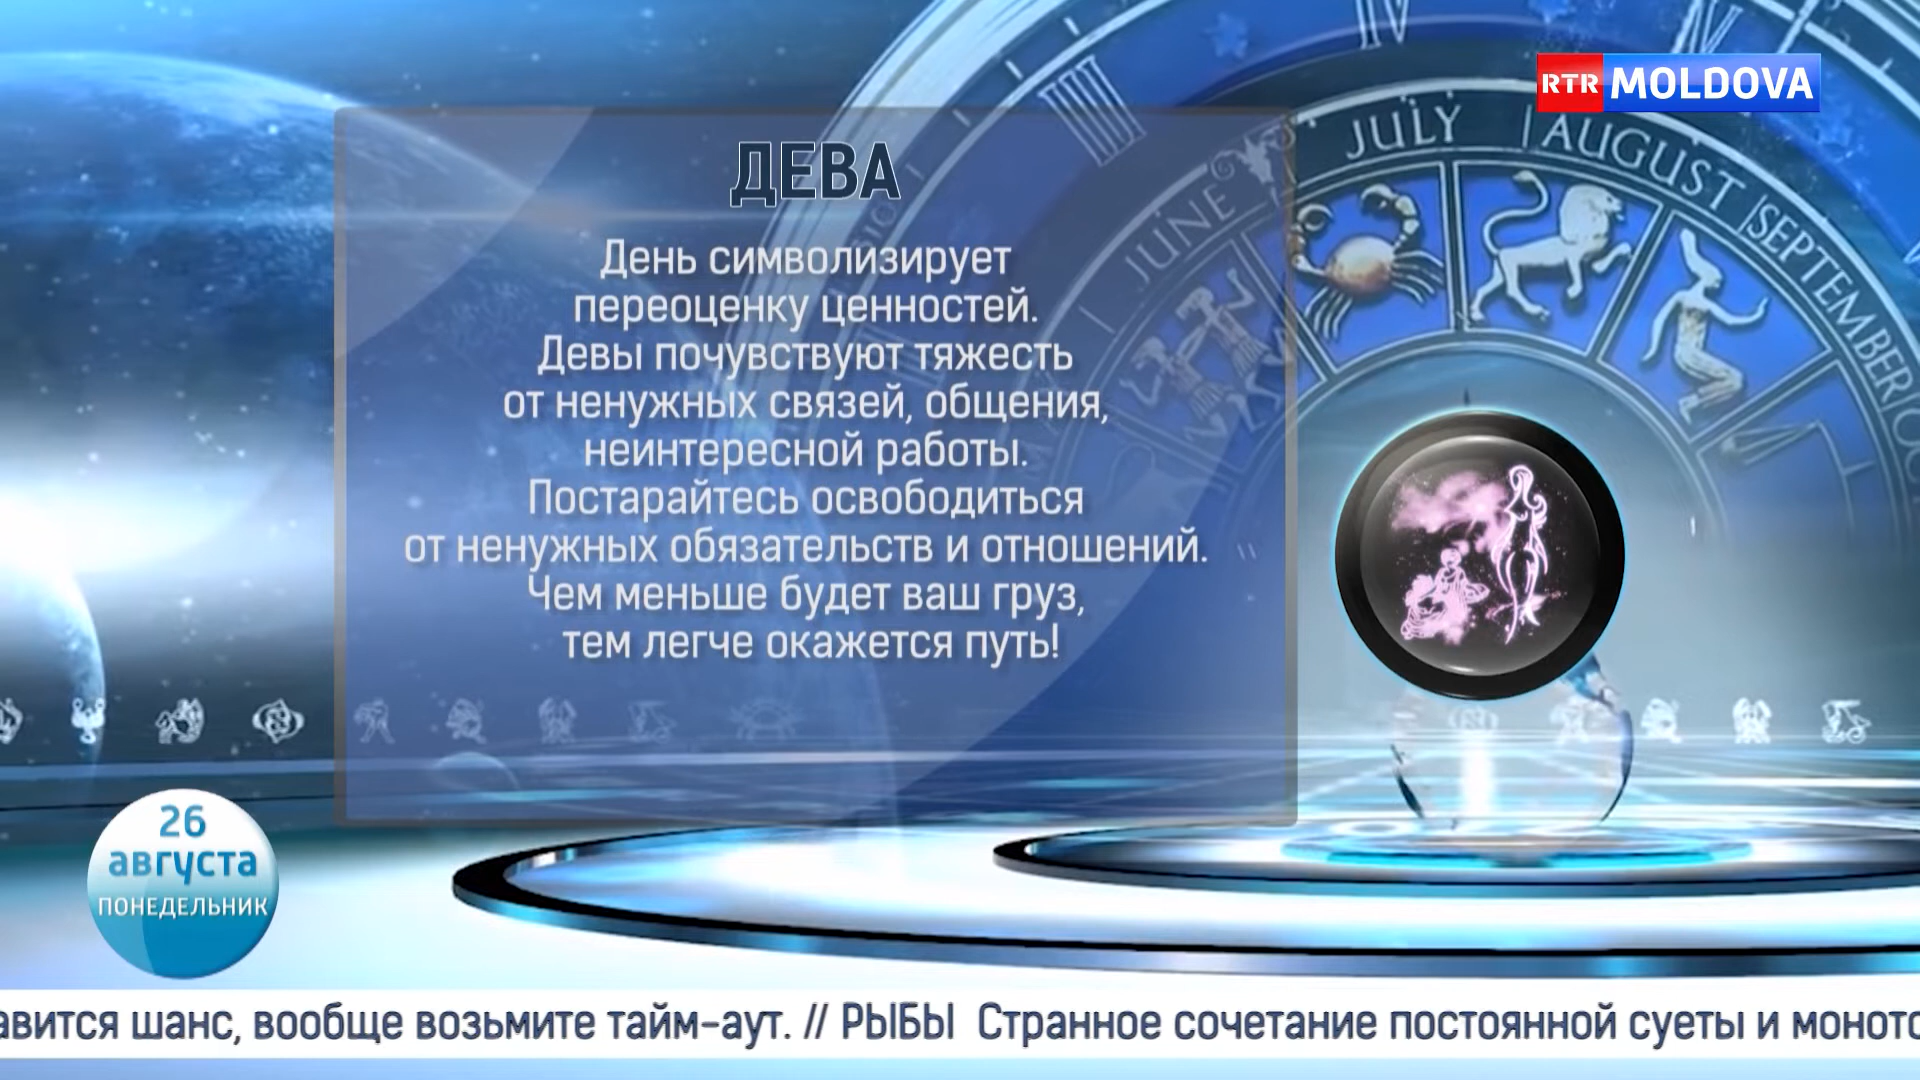 RTR MOLDOVA
JUNE
JULY
AUGUST
SEPTEMBER
ДЕВА
День символизирует
переоценку ценностей.
Девы почувствуют тяжесть
от ненужных связей, общения,
неинтересной работы.
Постарайтесь освободиться
от ненужных обязательств и отношений.
Чем меньше будет ваш груз,
тем легче окажется путь!
26
августа
ПОНЕДЕЛЬНИК
шанс, вообще возьмите тайм-аут. // РЫБЫ Странное сочетание постоянной суеты и